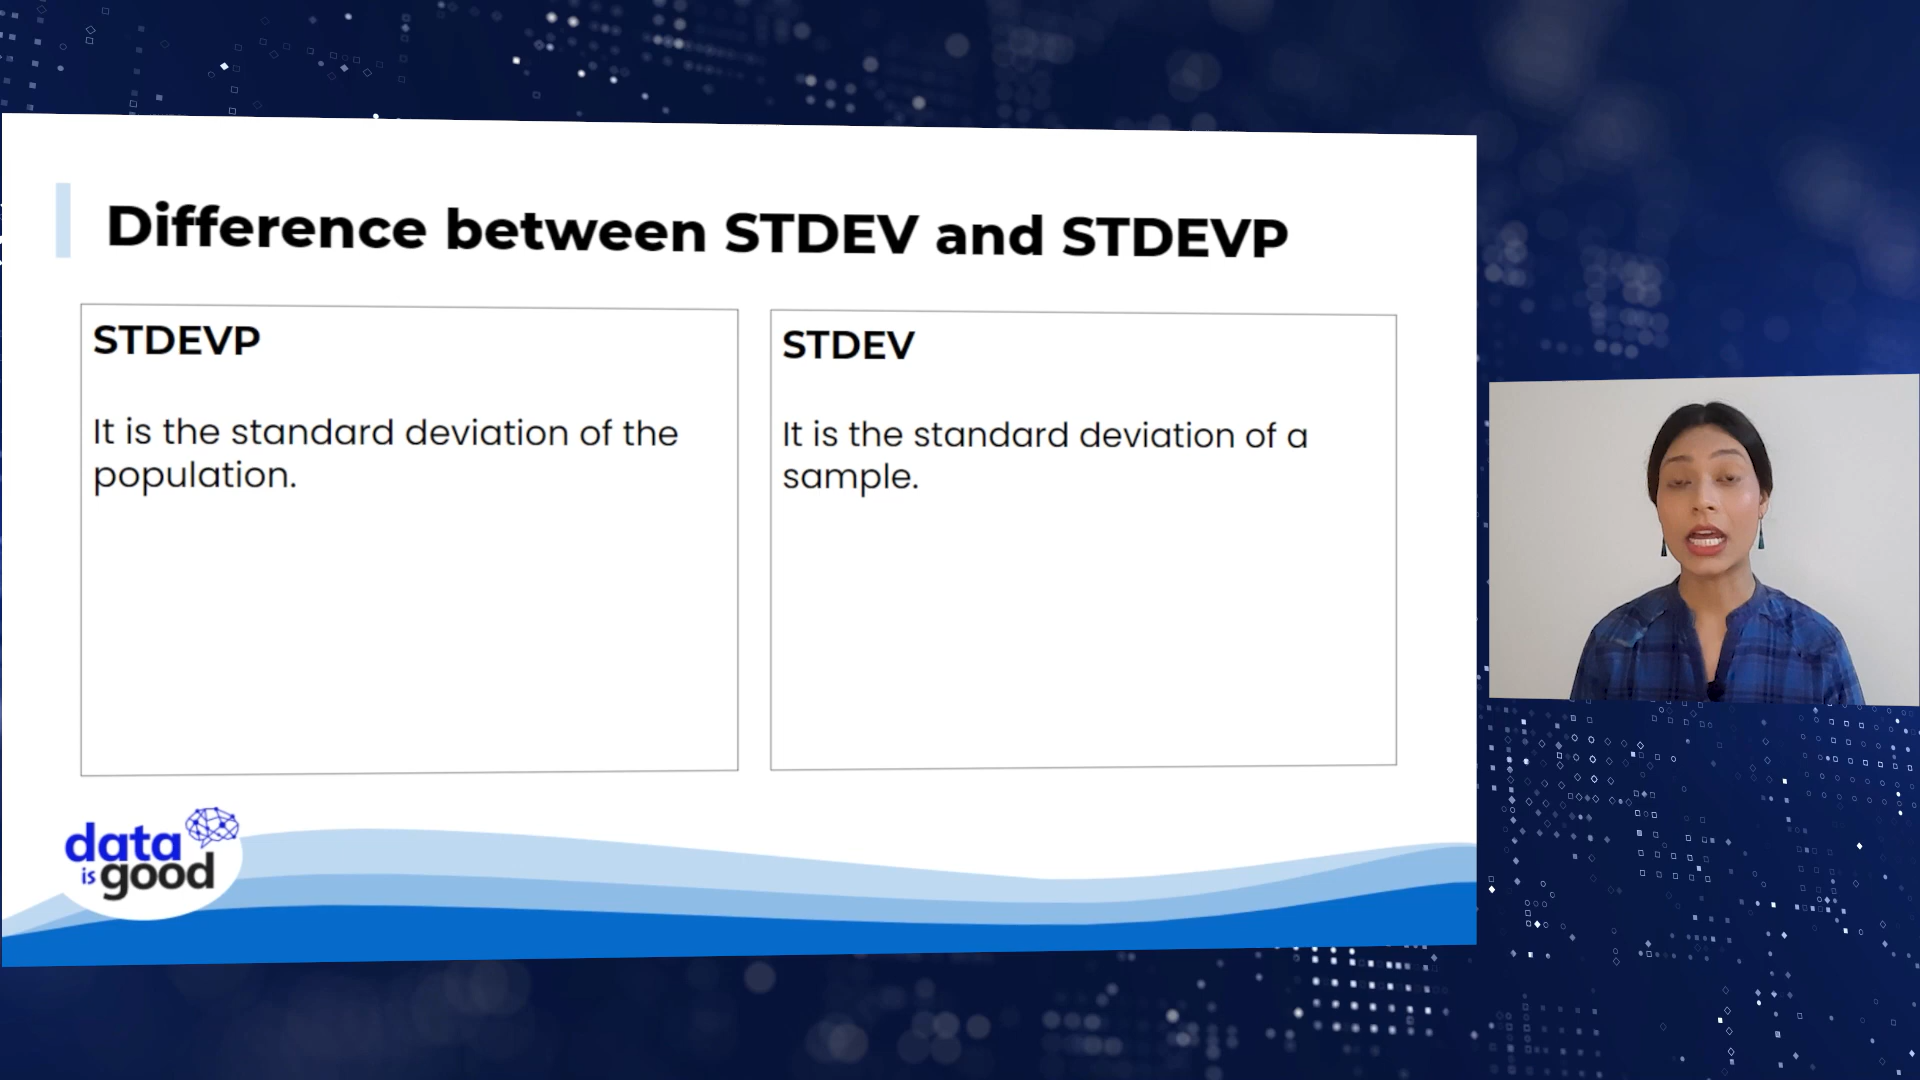 Difference between STDEV and STDEVP
STDEVP
It is the standard deviation of the
population.
STDEV
It is the standard deviation of a
sample.
data
is good